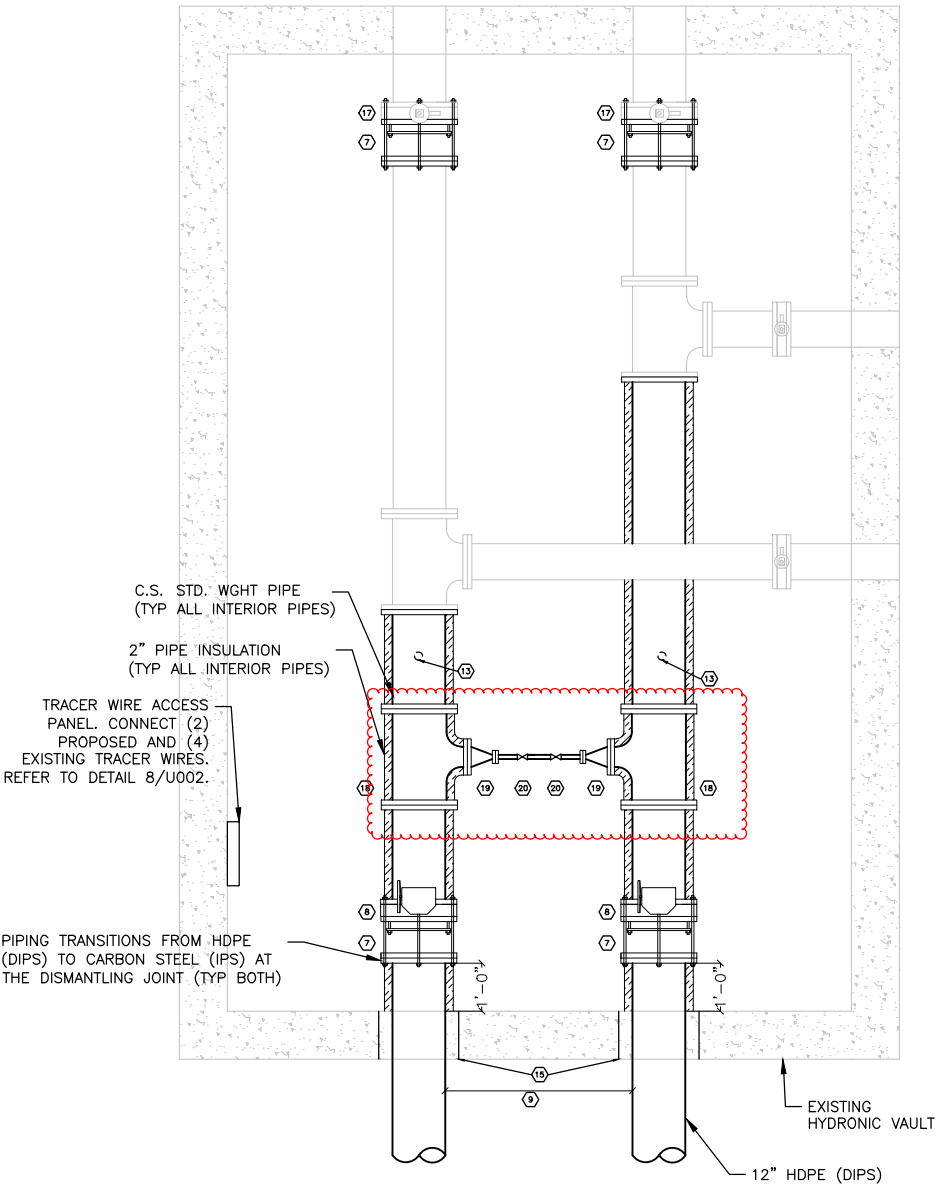 17
17
7
7
C.S. STD. WGHT PIPE
(TYP ALL INTERIOR PIPES)
2" PIPE INSULATION
(TYP ALL INTERIOR PIPES)
13
13
TRACER WIRE ACCESS
PANEL. CONNECT (2)
PROPOSED AND (4)
EXISTING TRACER WIRES.
REFER TO DETAIL 8/U002.
18
19
20
20
19
18
8
8
PIPING TRANSITIONS FROM HDPE
(DIPS) TO CARBON STEEL (IPS) AT
THE DISMANTLING JOINT (TYP BOTH)
7
7
1'-0"
1'-0"
15
9
EXISTING
HYDRONIC VAULT
12" HDPE (DIPS)